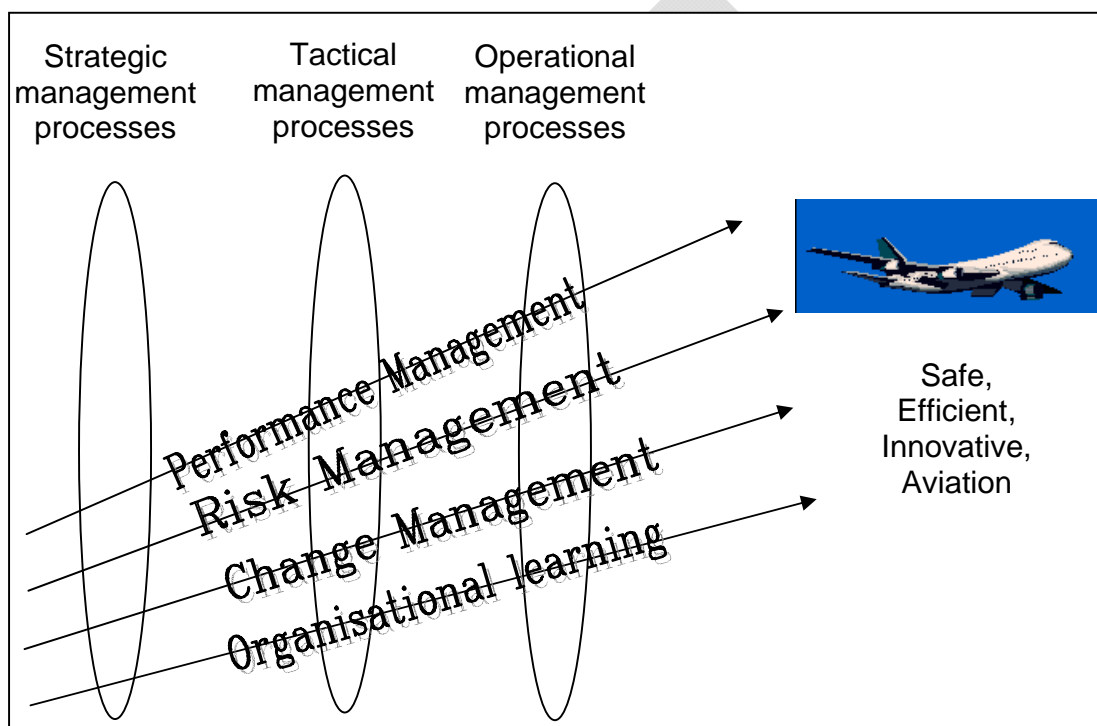 Strategic
management
processes
Tactical
management
processes
Operational
management
processes
Performance Management
Risk Management
Change Management
Organisational learning
Safe,
Efficient,
Innovative,
Aviation